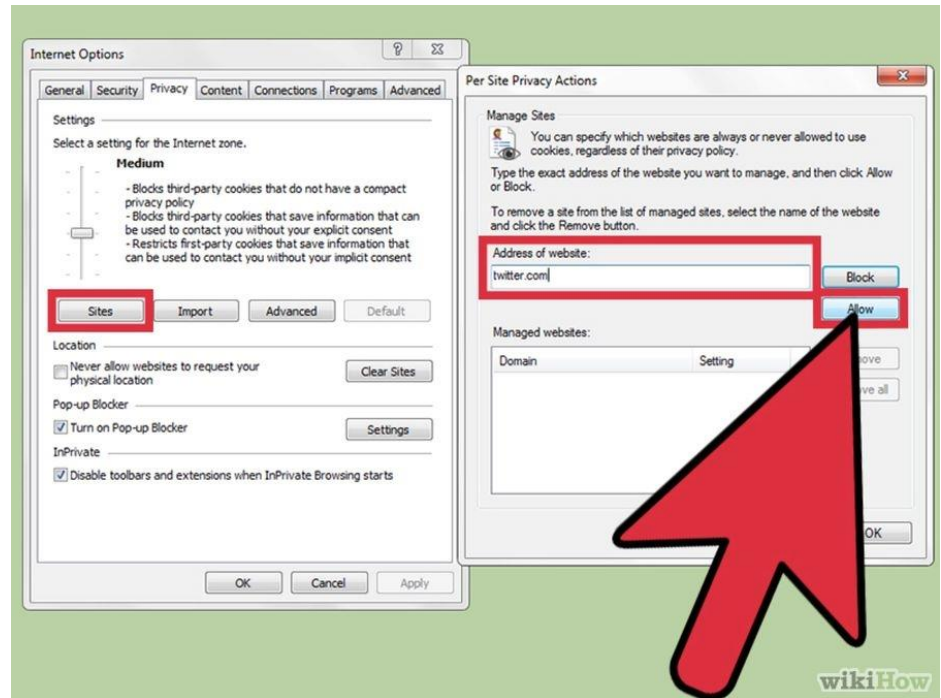 Internet Options
General Security Privacy Content Connections Programs Advanced
Settings
Select a setting for the Internet zone.
Medium
- Blocks third-party cookies that do not have a compact
privacy policy
- Blocks third-party cookies that save information that can
be used to contact you without your explicit consent
- Restricts first-party cookies that save information that
can be used to contact you without your implicit consent
Sites Import Advanced Default
Location
Never allow websites to request your
physical location
Clear Sites
Pop-up Blocker
Turn on Pop-up Blocker
Settings
InPrivate
Disable toolbars and extensions when InPrivate Browsing starts
OK Cancel Apply
Per Site Privacy Actions
Manage Sites
You can specify which websites are always or never allowed to use
cookies, regardless of their privacy policy.
Type the exact address of the website you want to manage, and then click Allow
or Block.
To remove a site from the list of managed sites, select the name of the website
and click the Remove button.
Address of website:
twitter.com
Block
Allow
Managed websites:
Domain Setting
OK
wikiHow